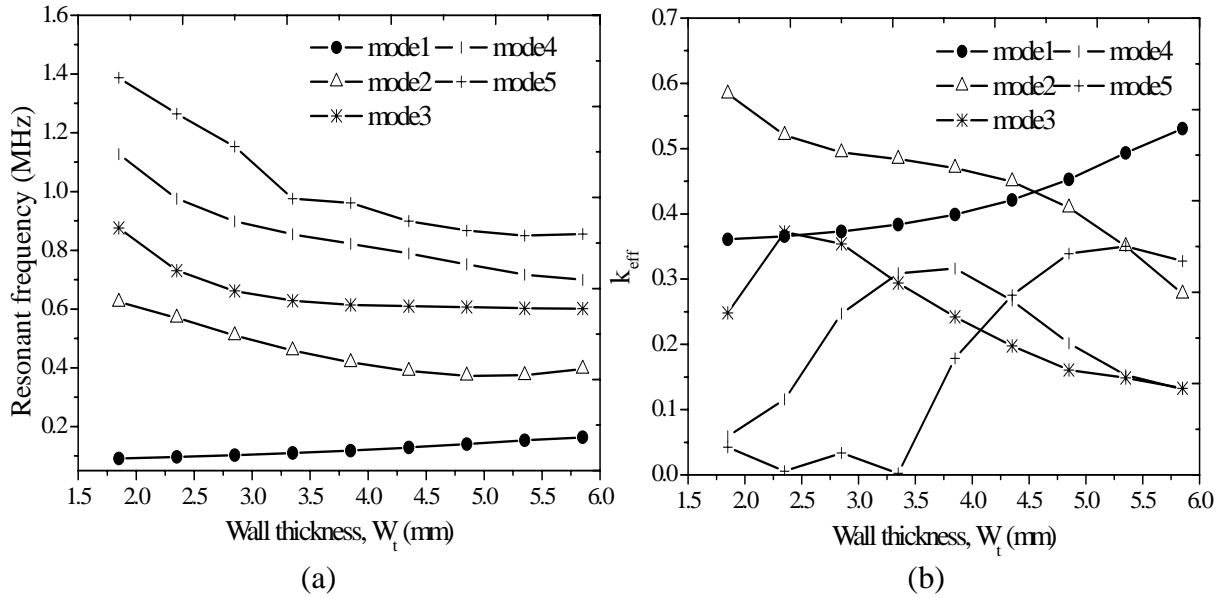 1.6
1.4
1.2
1.0
0.8
0.6
0.4
0.2
Resonant frequency (MHz)
mode1 mode4
mode2 mode5
mode3
1.5 2.0 2.5 3.0 3.5 4.0 4.5 5.0 5.5 6.0
Wall thickness, W_t (mm)
(a)
0.7
0.6
0.5
0.4
0.3
0.2
0.1
0.0
k_eff
mode1 mode4
mode2 mode5
mode3
1.5 2.0 2.5 3.0 3.5 4.0 4.5 5.0 5.5 6.0
Wall thickness, W_t (mm)
(b)